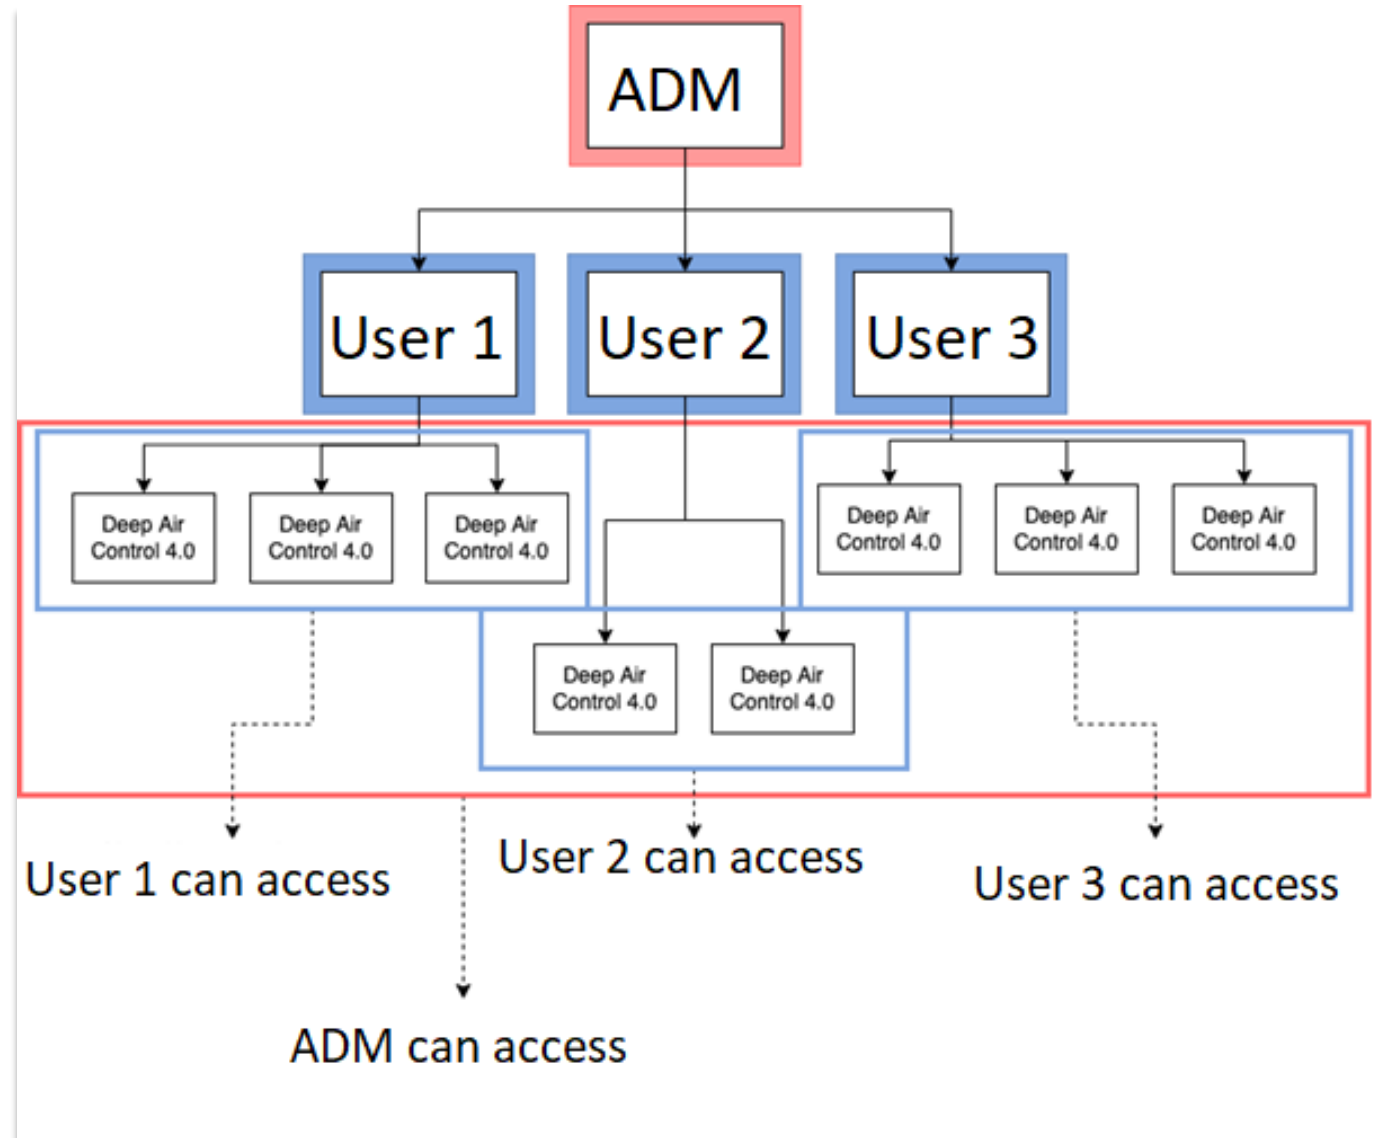 ADM
User 1
User 2
User 3
Deep Air
Control 4.0
Deep Air
Control 4.0
Deep Air
Control 4.0
Deep Air
Control 4.0
Deep Air
Control 4.0
Deep Air
Control 4.0
Deep Air
Control 4.0
Deep Air
Control 4.0
User 1 can access
User 2 can access
User 3 can access
ADM can access